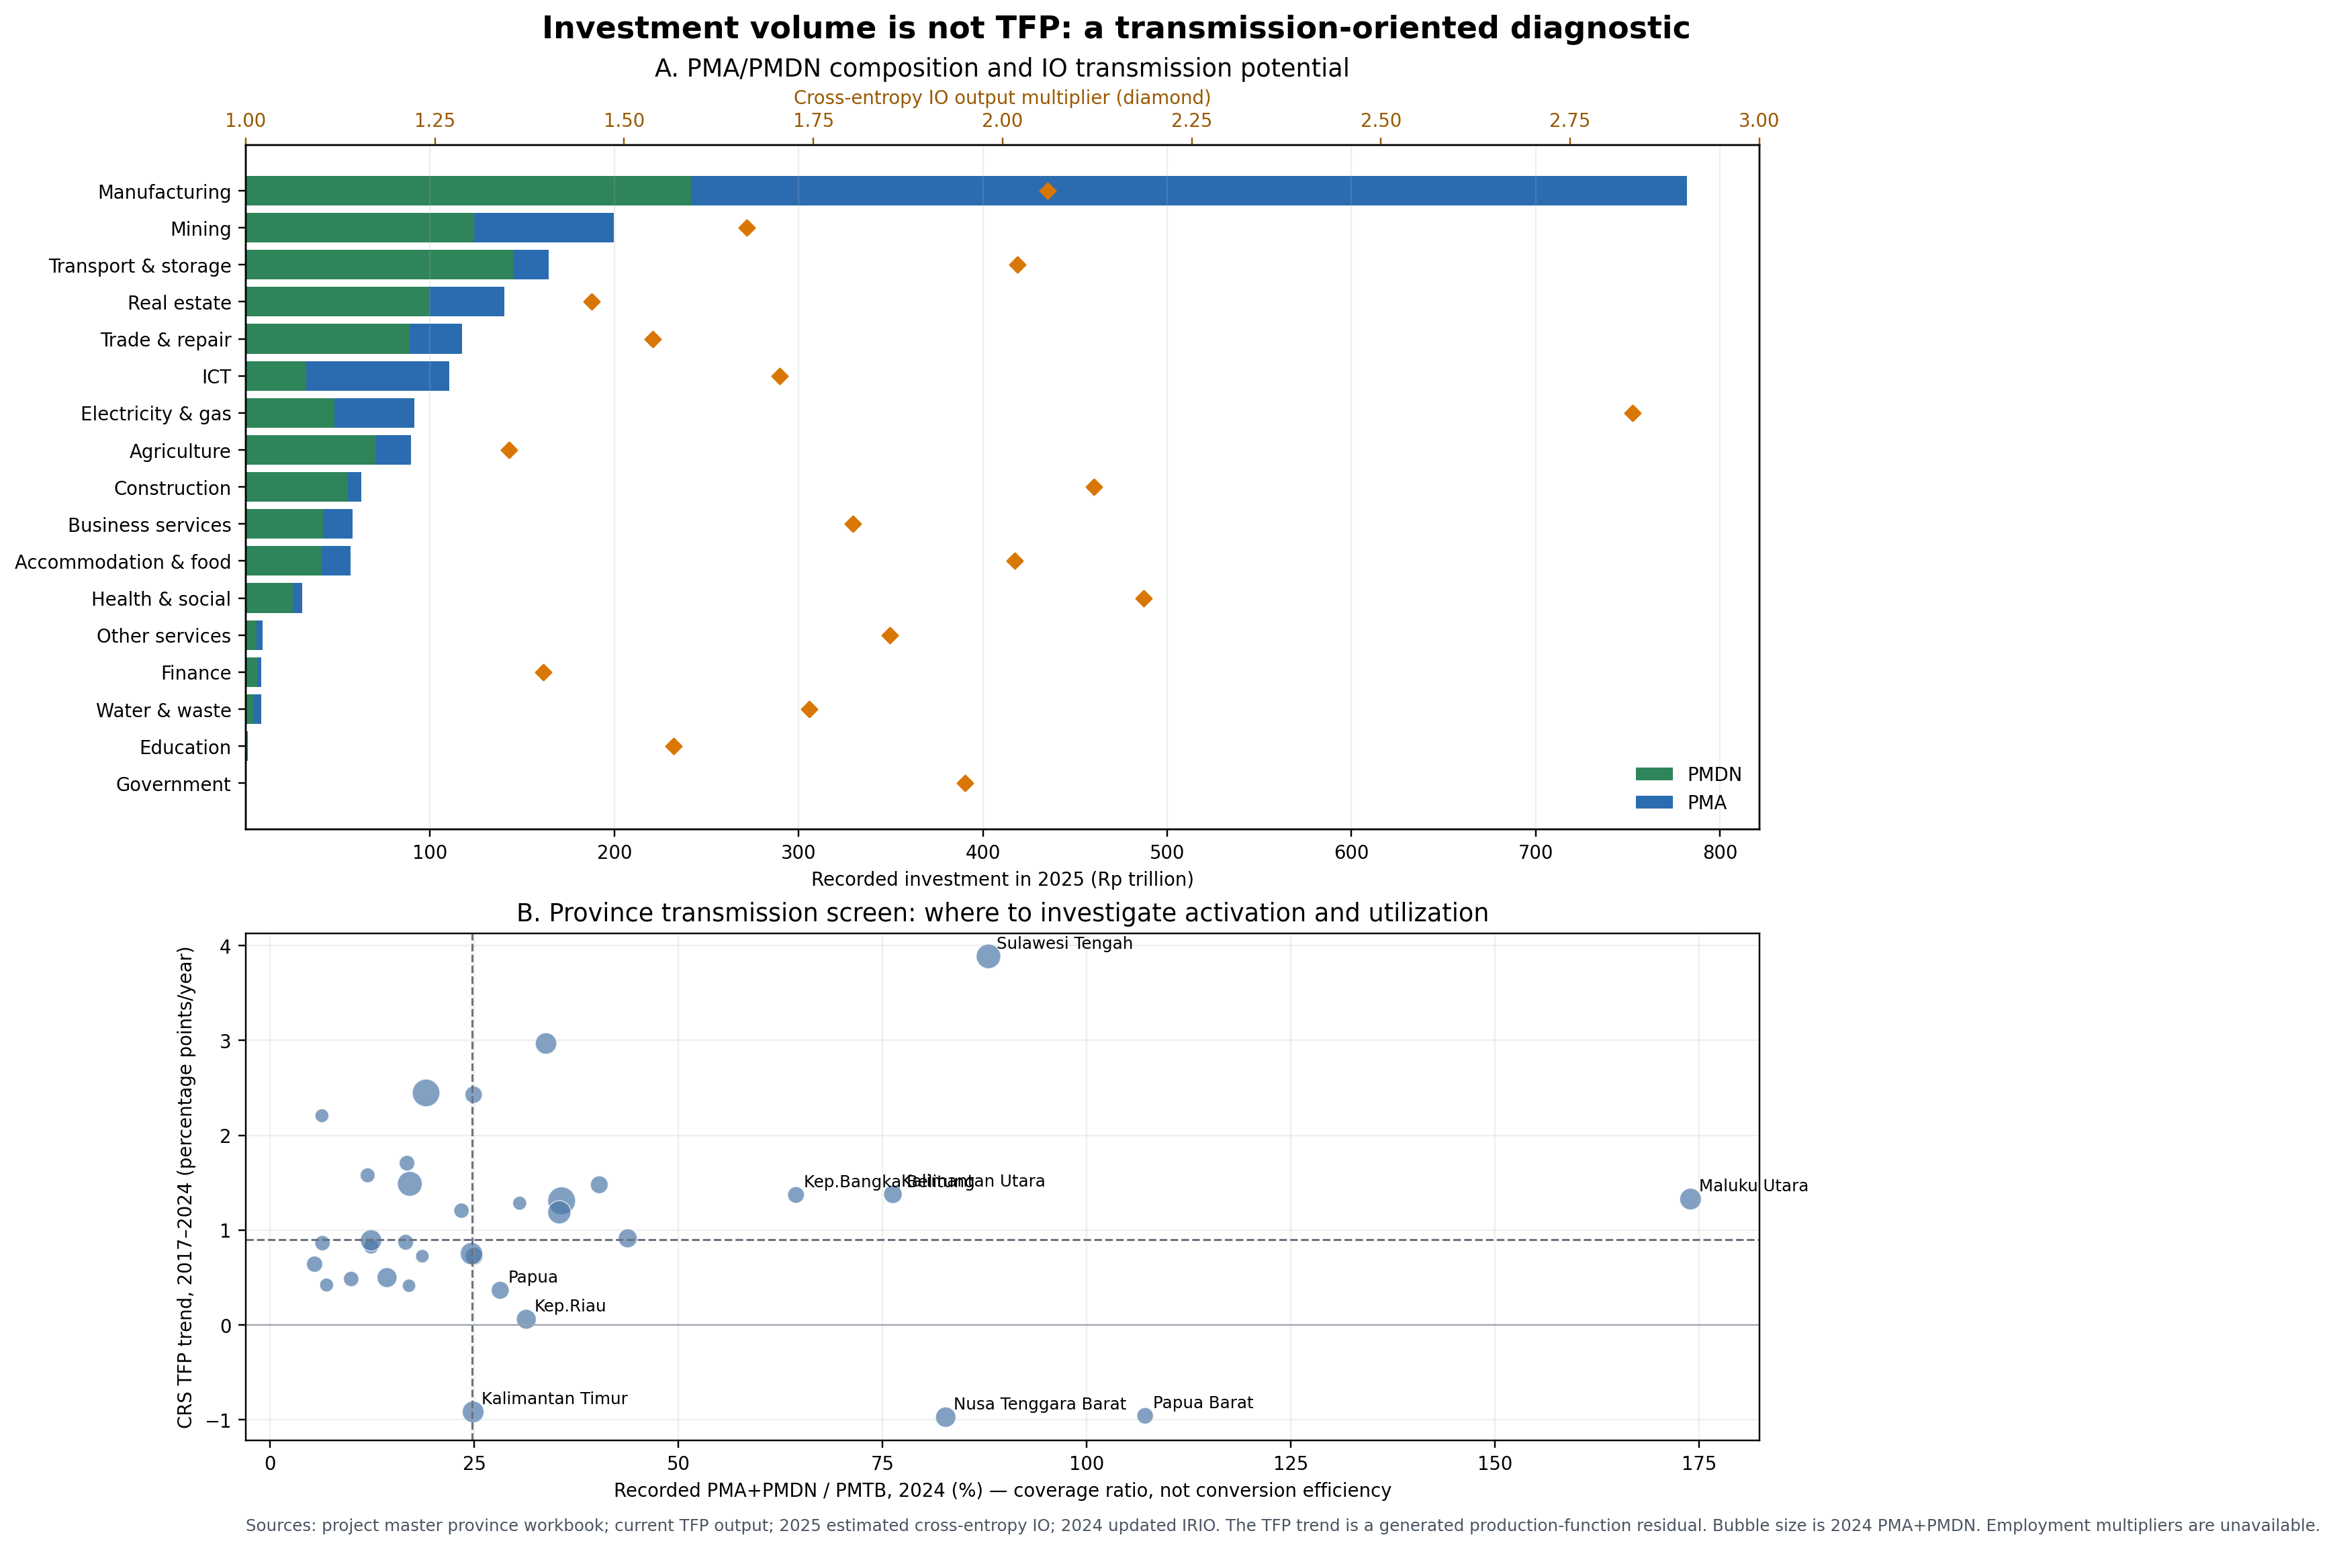 Investment volume is not TFP: a transmission-oriented diagnostic
A. PMA/PMDN composition and IO transmission potential
Cross-entropy IO output multiplier (diamond)
1.00 1.25 1.50 1.75 2.00 2.25 2.50 2.75 3.00
Manufacturing
Mining
Transport & storage
Real estate
Trade & repair
ICT
Electricity & gas
Agriculture
Construction
Business services
Accommodation & food
Health & social
Other services
Finance
Water & waste
Education
Government
PMDN
PMA
100 200 300 400 500 600 700 800
Recorded investment in 2025 (Rp trillion)
B. Province transmission screen: where to investigate activation and utilization
CRS TFP trend, 2017–2024 (percentage points/year)
4
3
2
1
0
−1
Sulawesi Tengah
Kep.Bangka Belitung
Kalimantan Utara
Maluku Utara
Papua
Kep.Riau
Kalimantan Timur
Nusa Tenggara Barat
Papua Barat
0 25 50 75 100 125 150 175
Recorded PMA+PMDN / PMTB, 2024 (%) — coverage ratio, not conversion efficiency
Sources: project master province workbook; current TFP output; 2025 estimated cross-entropy IO; 2024 updated IRIO. The TFP trend is a generated production-function residual. Bubble size is 2024 PMA+PMDN. Employment multipliers are unavailable.